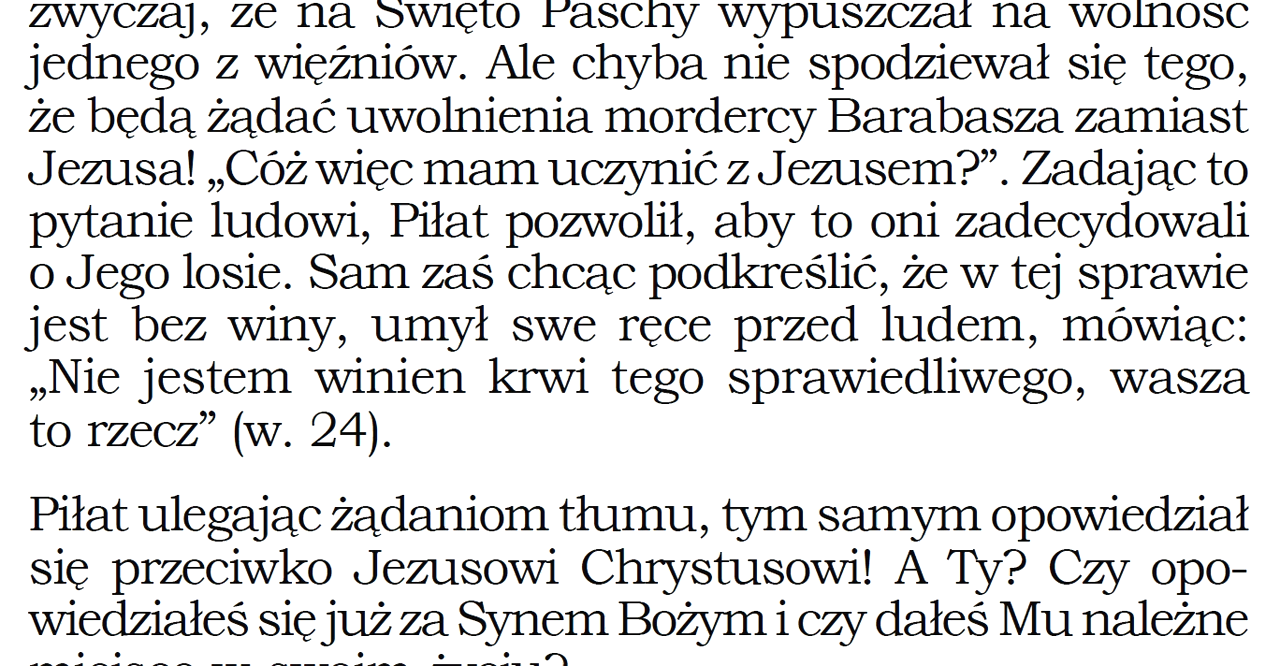 zwyczaj, że na Święto Paschy wypuszczał na wolność
jednego z więźniów. Ale chyba nie spodziewał się tego,
że będą żądać uwolnienia mordercy Barabasza zamiast
Jezusa! „Cóż więc mam uczynić z Jezusem?”. Zadając to
pytanie ludowi, Piłat pozwolił, aby to oni zadecydowali
o Jego losie. Sam zaś chcąc podkreślić, że w tej sprawie
jest bez winy, umył swe ręce przed ludem, mówiąc:
„Nie jestem winien krwi tego sprawiedliwego, wasza
to rzecz” (w. 24).
Piłat ulegając żądaniom tłumu, tym samym opowiedział
się przeciwko Jezusowi Chrystusowi! A Ty? Czy opo-
wiedziałeś się już za Synem Bożym i czy dałeś Mu należne
miejsce w swoim życiu?